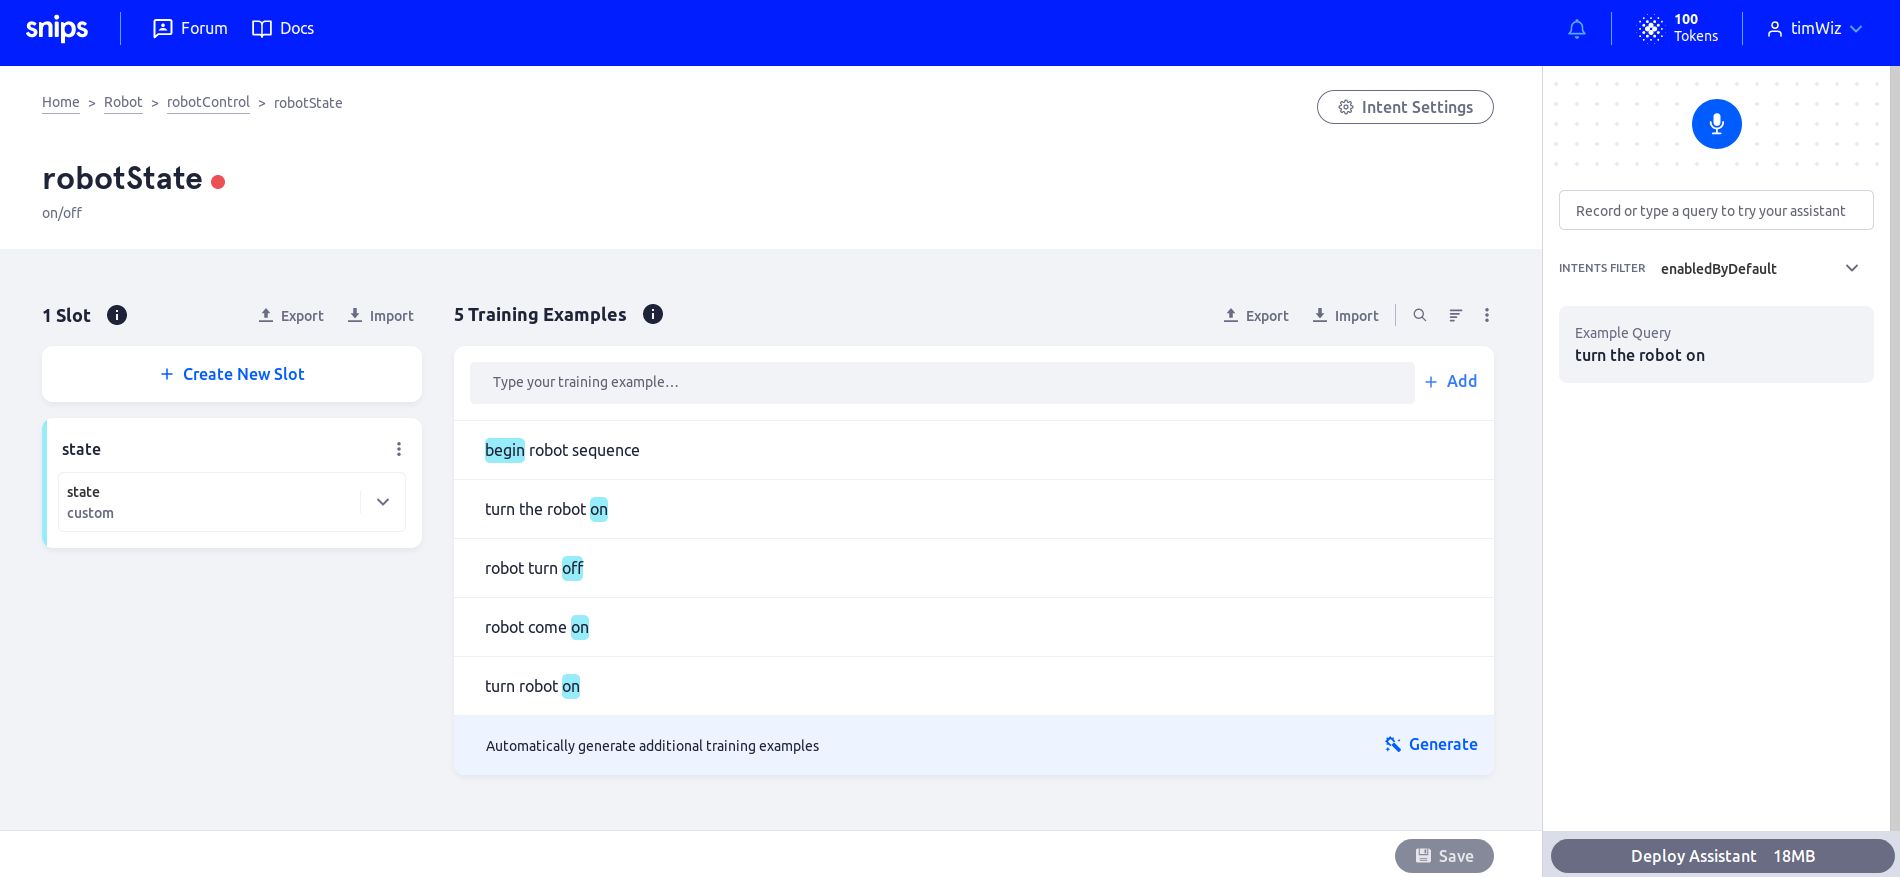 snips
Forum
Docs
100
Tokens
timWiz
Home > Robot > robotControl > robotState
Intent Settings
robotState
on/off
1 Slot
Export
Import
Create New Slot
state
state
custom
5 Training Examples
Export
Import
Type your training example...
Add
begin robot sequence
turn the robot on
robot turn off
robot come on
turn robot on
Automatically generate additional training examples
Generate
Save
Record or type a query to try your assistant
INTENTS FILTER enabledByDefault
Example Query
turn the robot on
Deploy Assistant 18MB